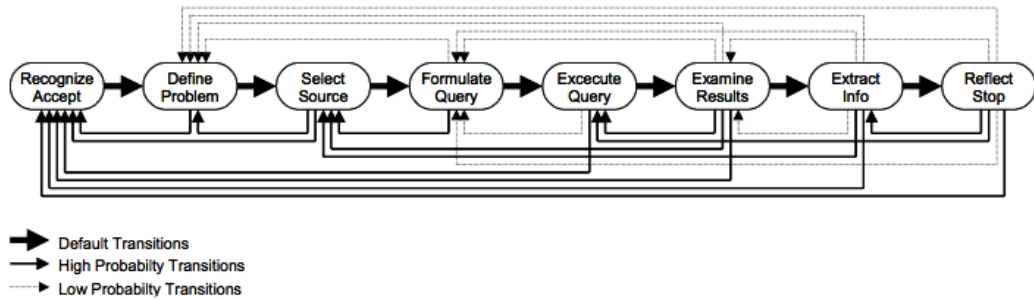 Recognize
Accept
Define
Problem
Select
Source
Formulate
Query
Excecute
Query
Examine
Results
Extract
Info
Reflect
Stop
Default Transitions
High Probabilty Transitions
Low Probabilty Transitions